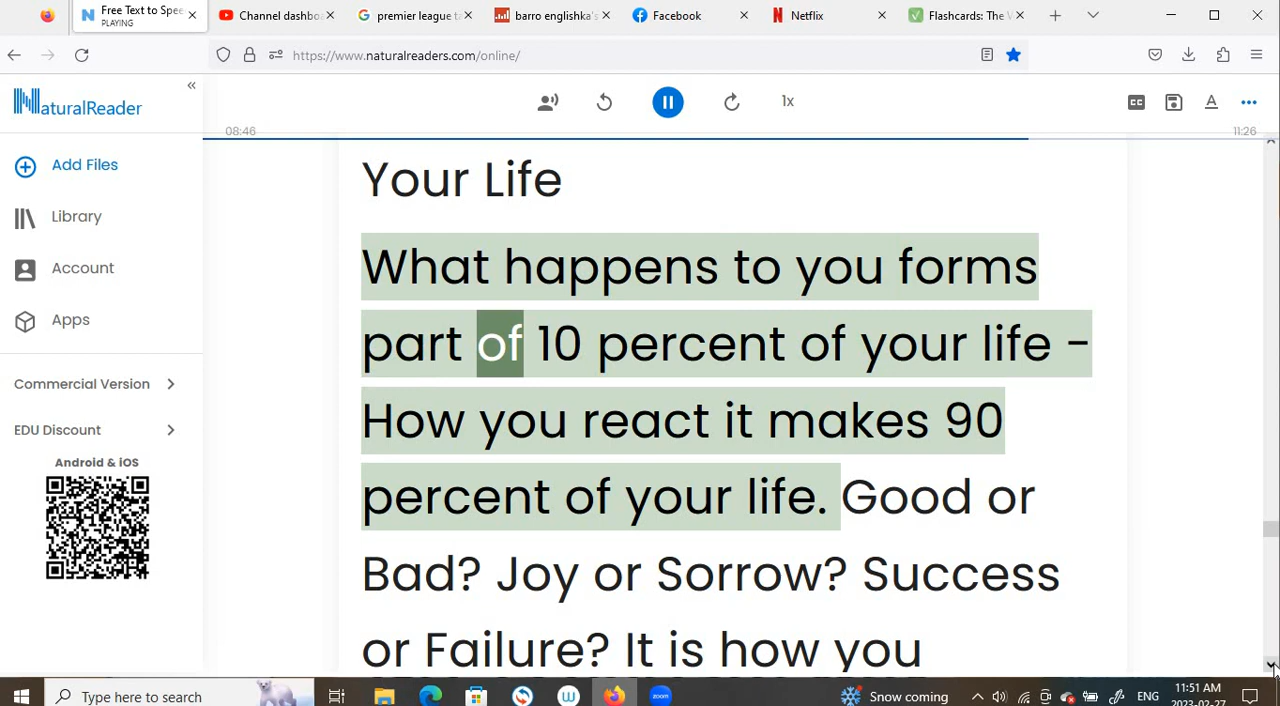 Free Text to Spee
PLAYING
Channel dashbo
premier league ta
barro englishka's
Facebook
Netflix
Flashcards: The V
https://www.naturalreaders.com/online/
NaturalReader
1x
CC
A
08:46
11:26
Add Files
Library
Account
Apps
Commercial Version
EDU Discount
Android & iOS
Your Life
What happens to you forms
part of 10 percent of your life -
How you react it makes 90
percent of your life. Good or
Bad? Joy or Sorrow? Success
or Failure? It is how you
Type here to search
zoom
Snow coming
ENG
11:51 AM
2023-02-27